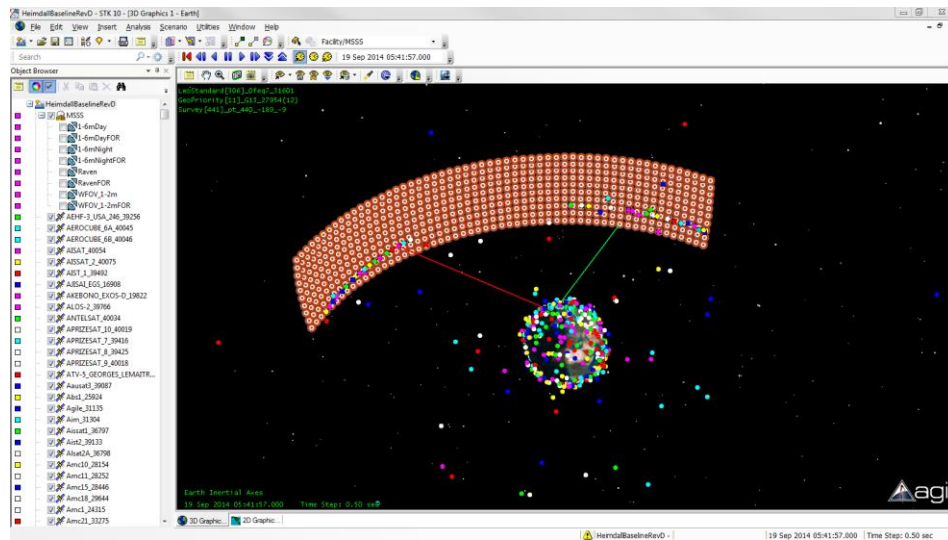 HeimdallBaselineRevD - STK 10 - [3D Graphics 1 - Earth]
File Edit View Insert Analysis Scenario Utilities Window Help
Facility/MSSS
Search
19 Sep 2014 05:41:57.000
Object Browser
HeimdallBaselineRevD
MSSS
1-6mDay
1-6mDayFOR
1-6mNight
1-6mNightFOR
Raven
RavenFOR
WFOV_1-2m
WFOV_1-2mFOR
AEHF-3_USA_246_39256
AEROCUBE_6A_40045
AEROCUBE_6B_40046
AISAT_40054
AISSAT_2_40075
AIST_1_39492
AJISAI_EGS_16908
AKEBONO_EXOS-D_19822
ALOS-2_39766
ANTELSAT_40034
APRIZESAT_10_40019
APRIZESAT_7_39416
APRIZESAT_8_39425
APRIZESAT_9_40018
ATV-5_GEORGES_LEMAITR...
Aausat3_39087
Abs1_25924
Agile_31135
Aim_31304
Aissat1_36797
Aist2_39133
Alsat2A_36798
Amc10_28154
Amc11_28252
Amc15_28446
Amc18_29644
Amc1_24315
Amc21_33275
LeoStandard[306]_Ofeq7_31601
GeoPriority[11]_G13_27954(12)
Survey[441]_pt_440_-189_-9
Earth Inertial Axes
19 Sep 2014 05:41:57.000 Time Step: 0.50 sec
agi
3D Graphic... 2D Graphic...
HeimdallBaselineRevD - 19 Sep 2014 05:41:57.000 Time Step: 0.50 sec